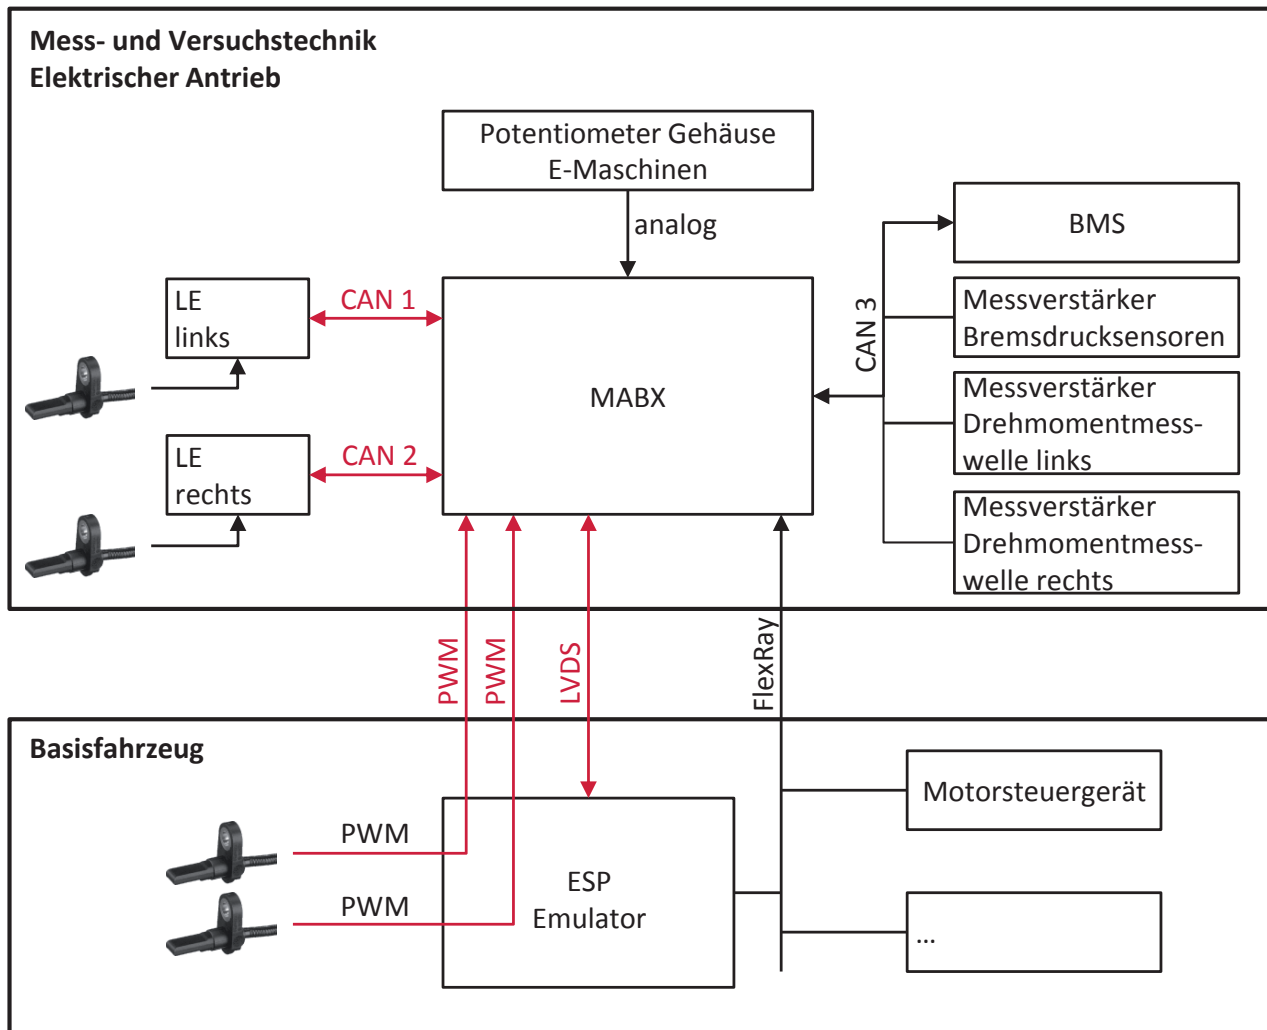 Mess- und Versuchstechnik
Elektrischer Antrieb
Potentiometer Gehäuse
E-Maschinen
analog
BMS
LE
links
CAN 1
CAN 3
Messverstärker
Bremsdrucksensoren
MABX
Messverstärker
Drehmomentmess-
welle links
LE
rechts
CAN 2
Messverstärker
Drehmomentmess-
welle rechts
PWM
PWM
LVDS
FlexRay
Basisfahrzeug
Motorsteuergerät
PWM
ESP
Emulator
PWM
...